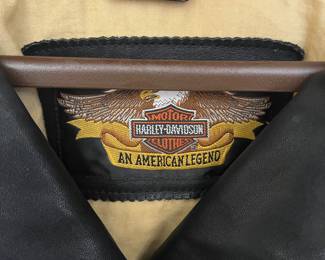 MOTOR
HARLEY-DAVIDSON
CLOTHES
AN AMERICAN LEGEND